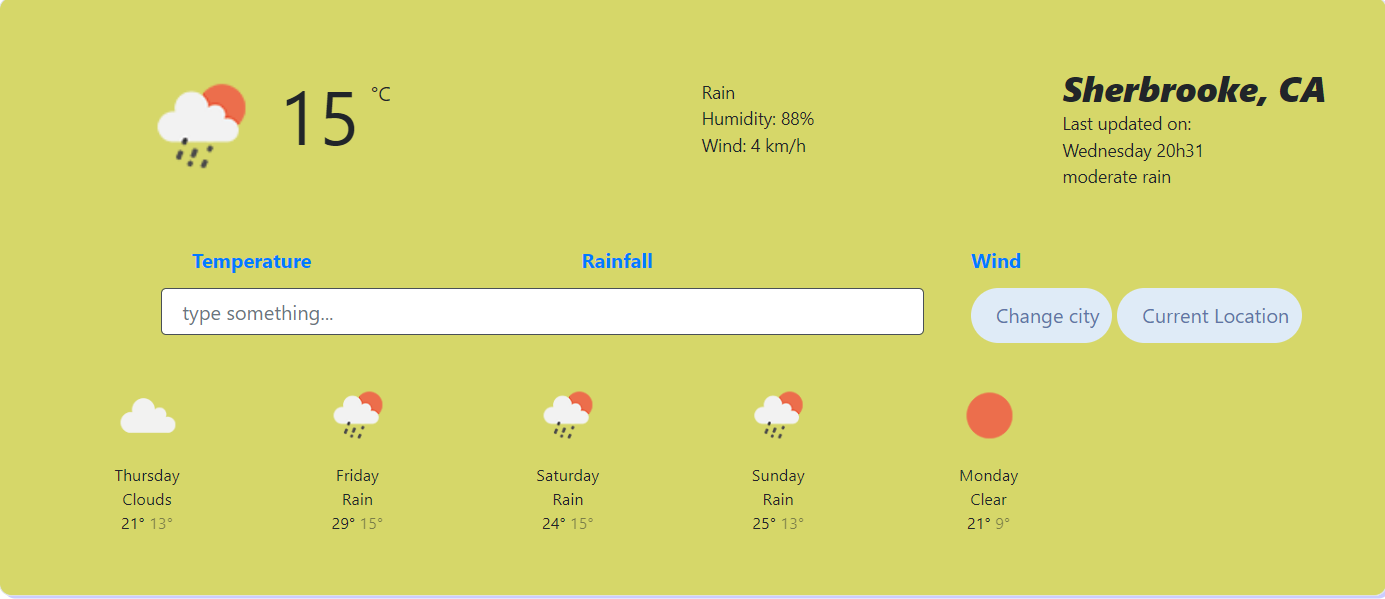 15 °C
Rain
Humidity: 88%
Wind: 4 km/h
Sherbrooke, CA
Last updated on:
Wednesday 20h31
moderate rain
Temperature Rainfall Wind
type something... Change city Current Location
Thursday Friday Saturday Sunday Monday
Clouds Rain Rain Rain Clear
21° 13° 29° 15° 24° 15° 25° 13° 21° 9°